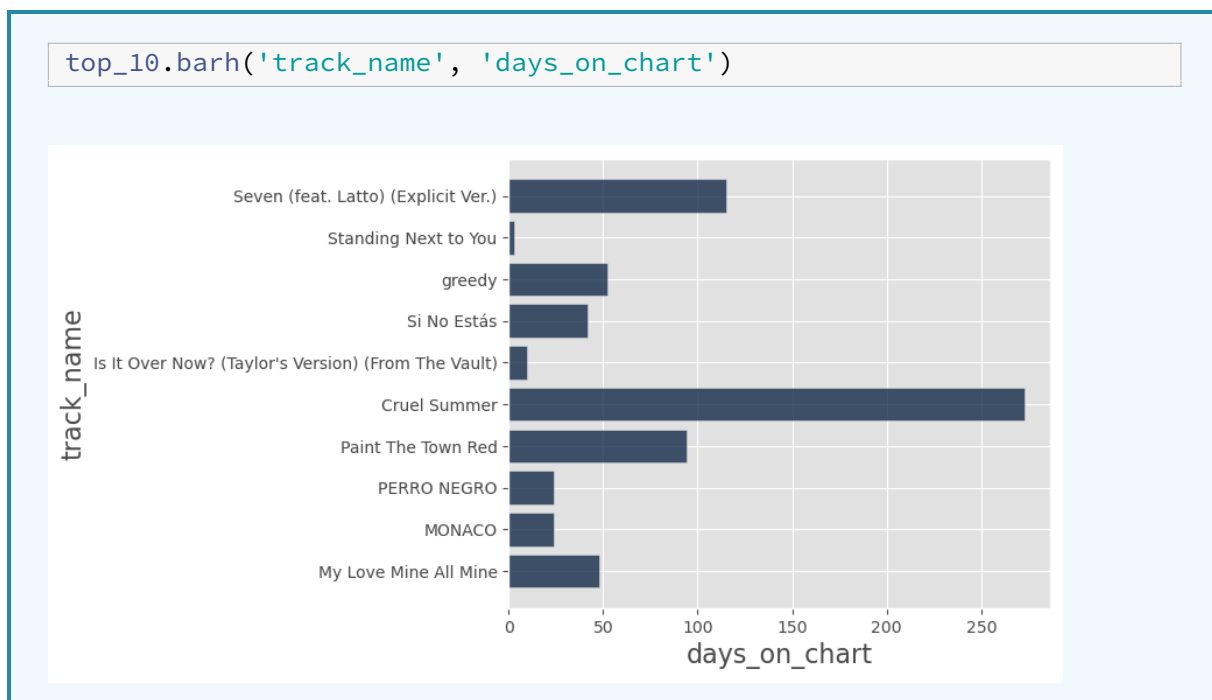 top_10.barh('track_name', 'days_on_chart')
track_name
Seven (feat. Latto) (Explicit Ver.)
Standing Next to You
greedy
Si No Estás
Is It Over Now? (Taylor's Version) (From The Vault)
Cruel Summer
Paint The Town Red
PERRO NEGRO
MONACO
My Love Mine All Mine
0 50 100 150 200 250
days_on_chart